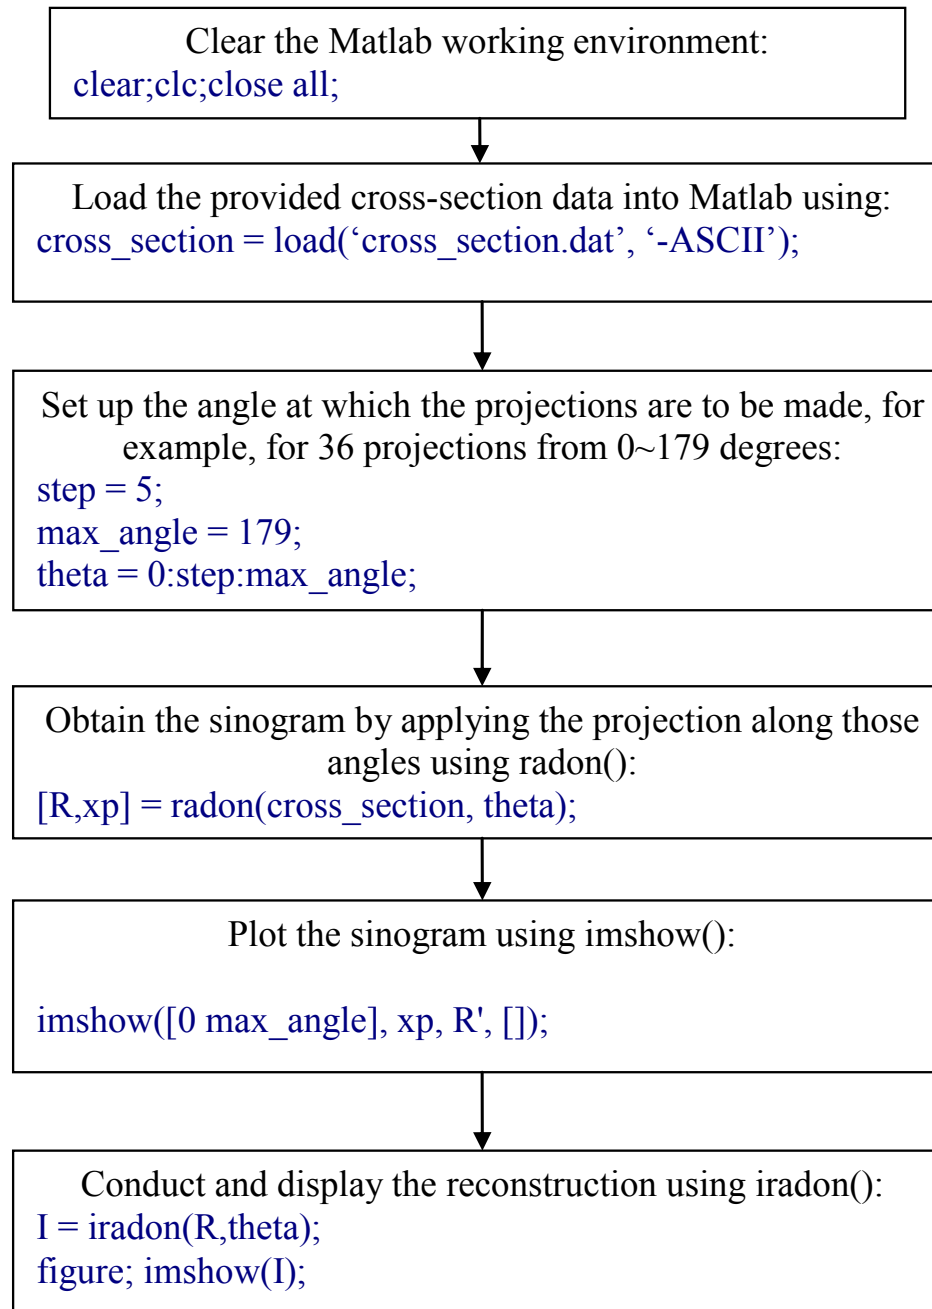 Clear the Matlab working environment:
clear;clc;close all;
Load the provided cross-section data into Matlab using:
cross_section = load(‘cross_section.dat’, ‘-ASCII’);
Set up the angle at which the projections are to be made, for
example, for 36 projections from 0~179 degrees:
step = 5;
max_angle = 179;
theta = 0:step:max_angle;
Obtain the sinogram by applying the projection along those
angles using radon():
[R,xp] = radon(cross_section, theta);
Plot the sinogram using imshow():
imshow([0 max_angle], xp, R', []);
Conduct and display the reconstruction using iradon():
I = iradon(R,theta);
figure; imshow(I);